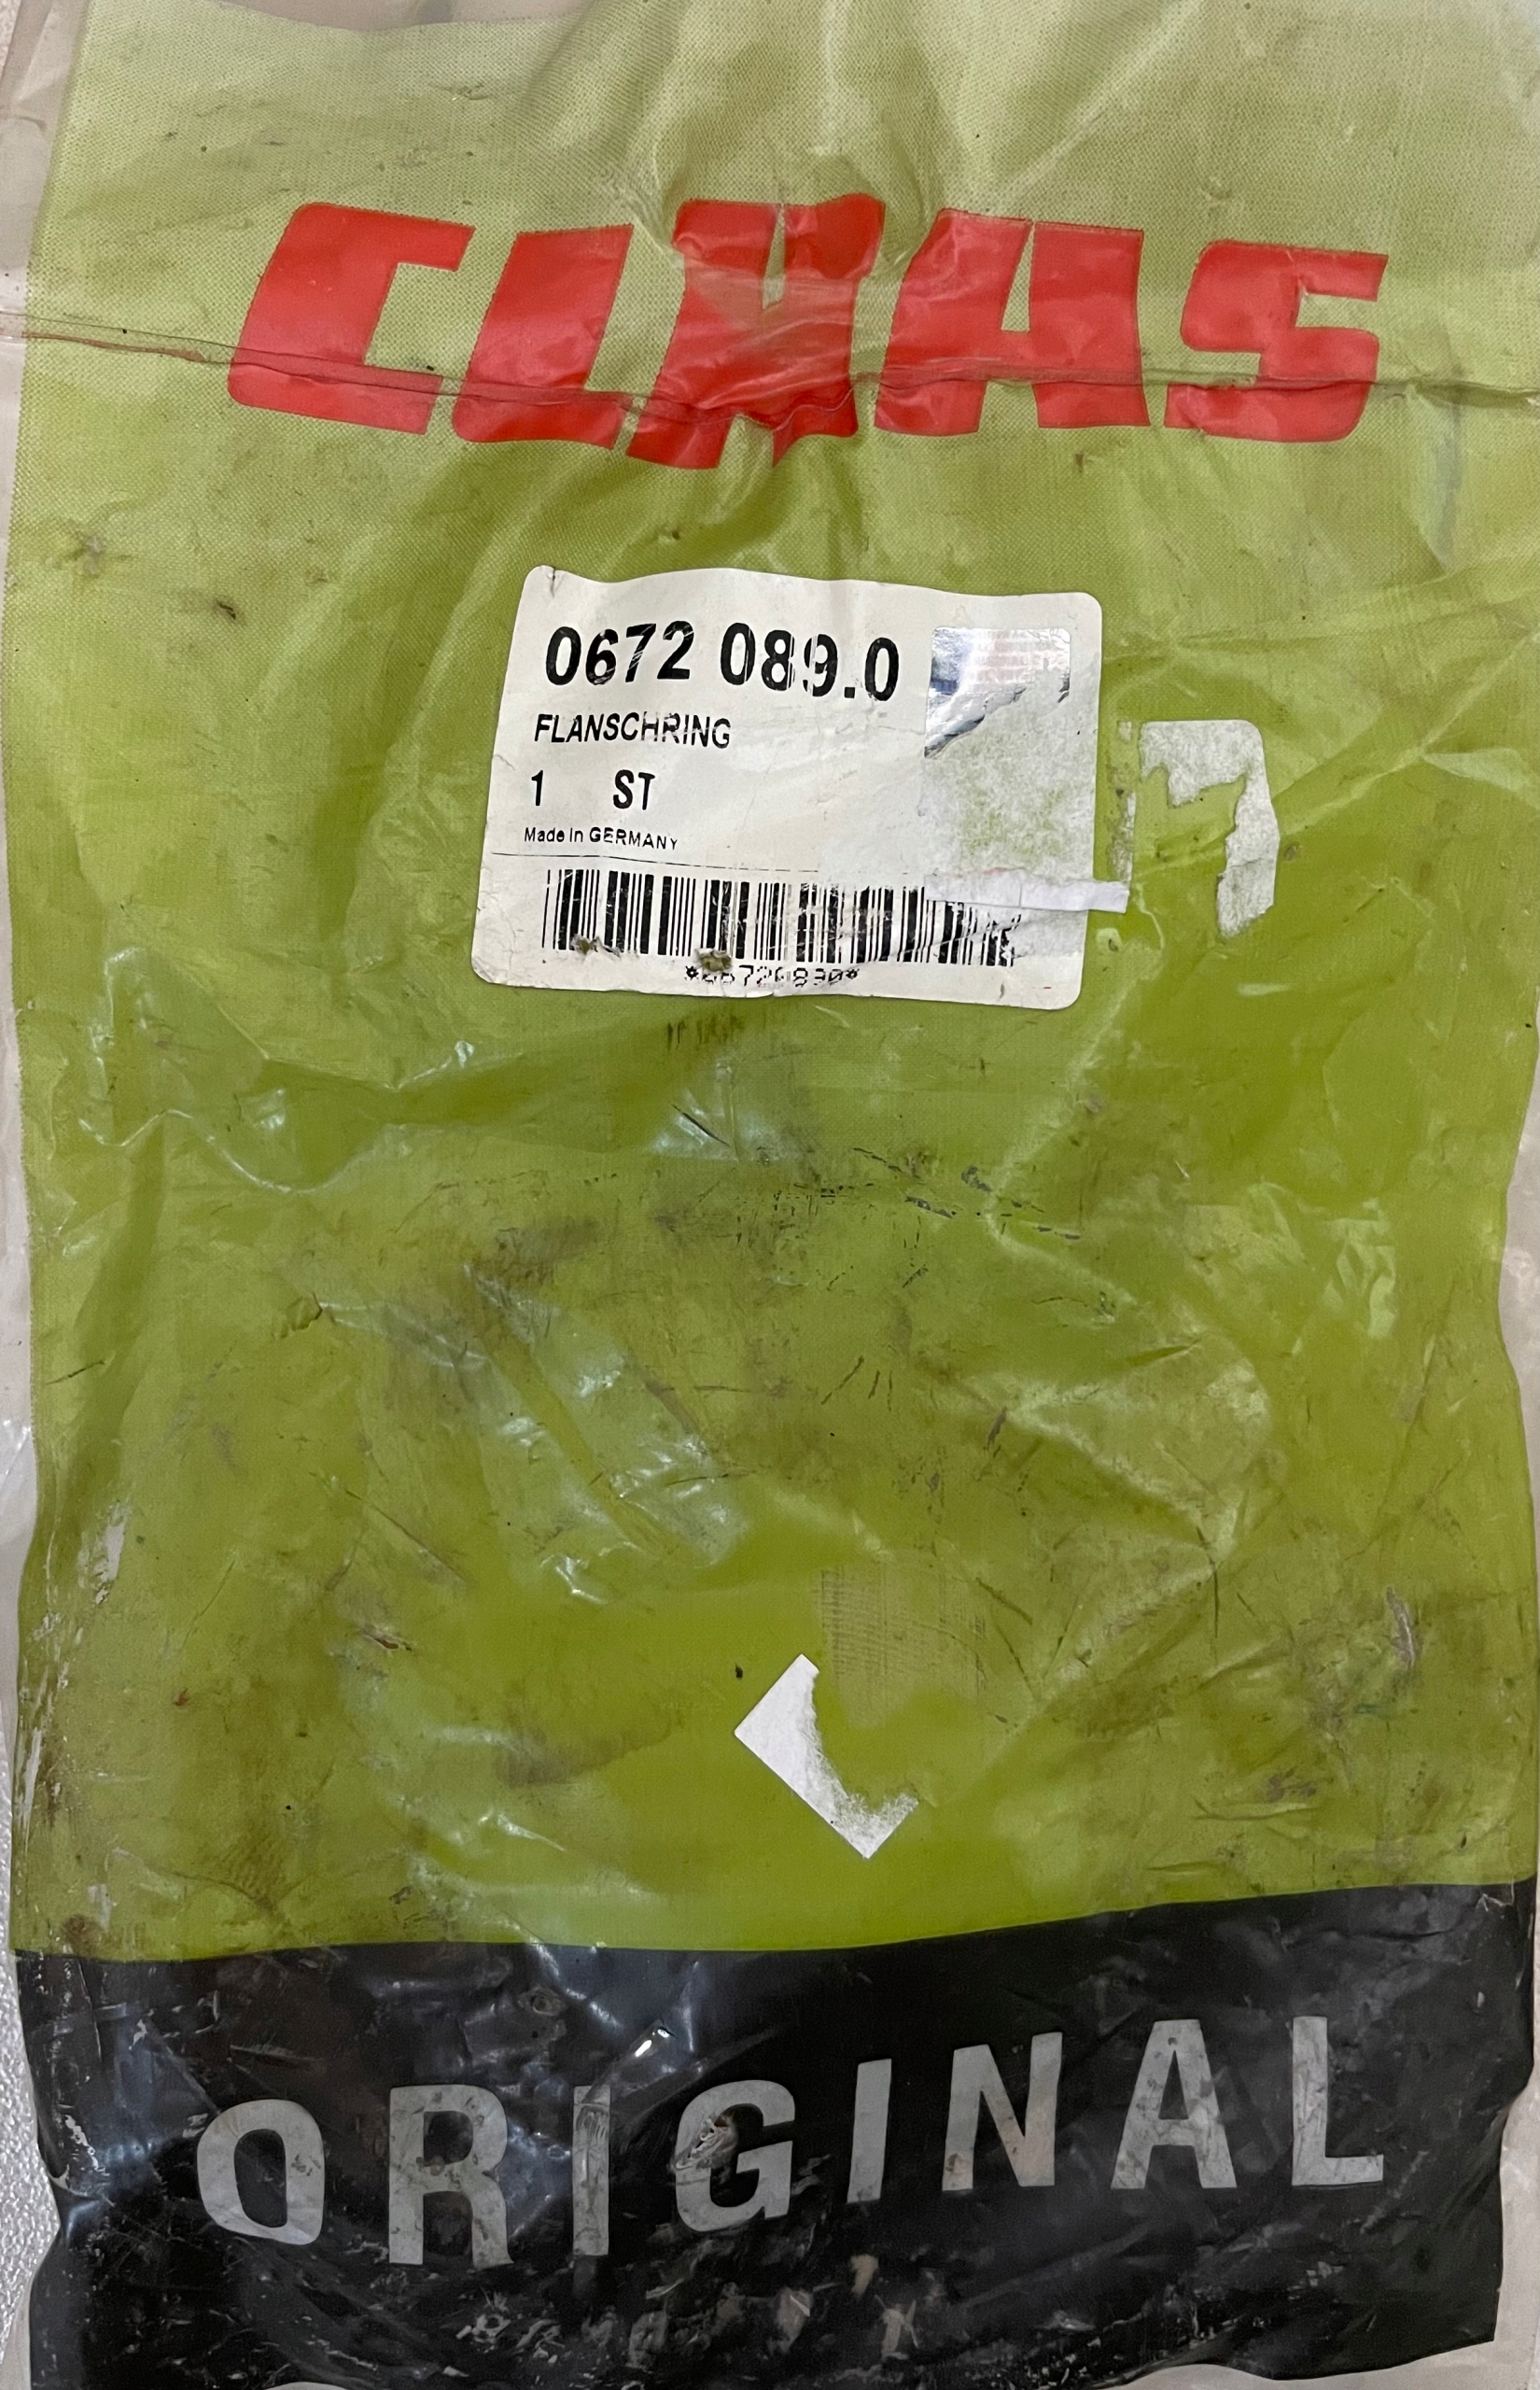 CLAAS
0672 089.0
FLANSCHRING
1 ST
Made in GERMANY
ORIGINAL